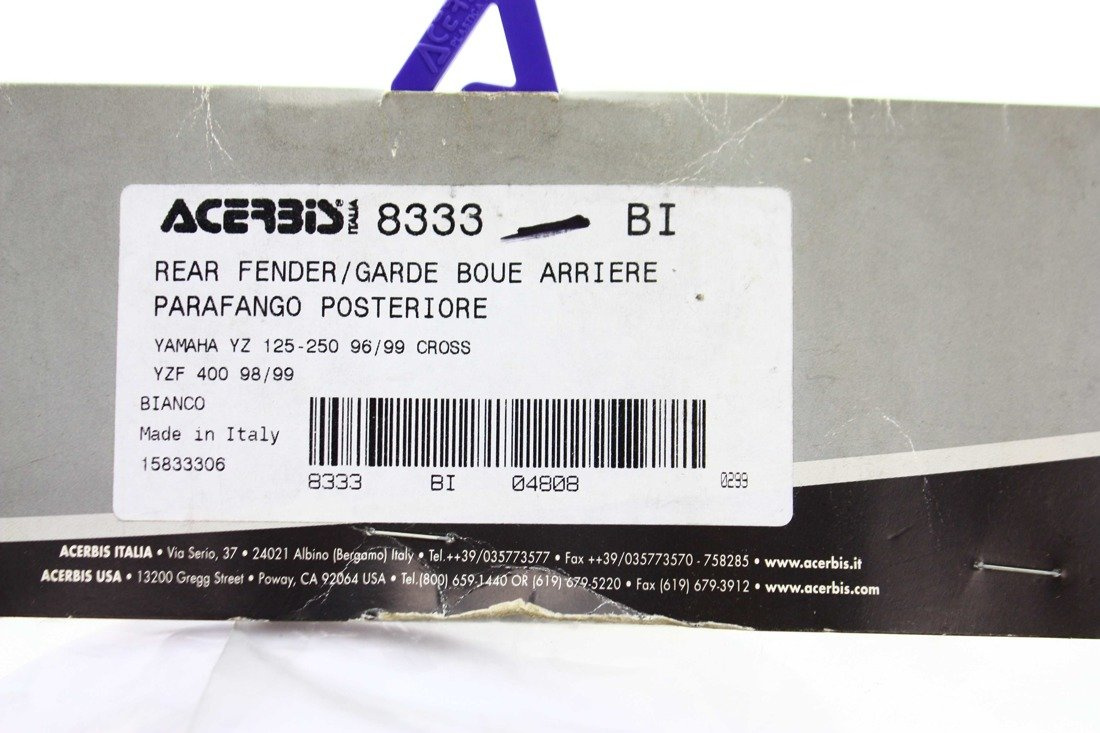 ACERBIS
PLASTICA
ACERBIS® ITALIA 8333 BI
REAR FENDER/GARDE BOUE ARRIERE
PARAFANGO POSTERIORE
YAMAHA YZ 125-250 96/99 CROSS
YZF 400 98/99
BIANCO
Made in Italy
15833306
8333 BI 04808 0299
ACERBIS ITALIA • Via Serio, 37 • 24021 Albino (Bergamo) Italy • Tel.++39/035773577 • Fax ++39/035773570 - 758285 • www.acerbis.it
ACERBIS USA • 13200 Gregg Street • Poway, CA 92064 USA • Tel.(800) 659-1440 OR (619) 679-5220 • Fax (619) 679-3912 • www.acerbis.com